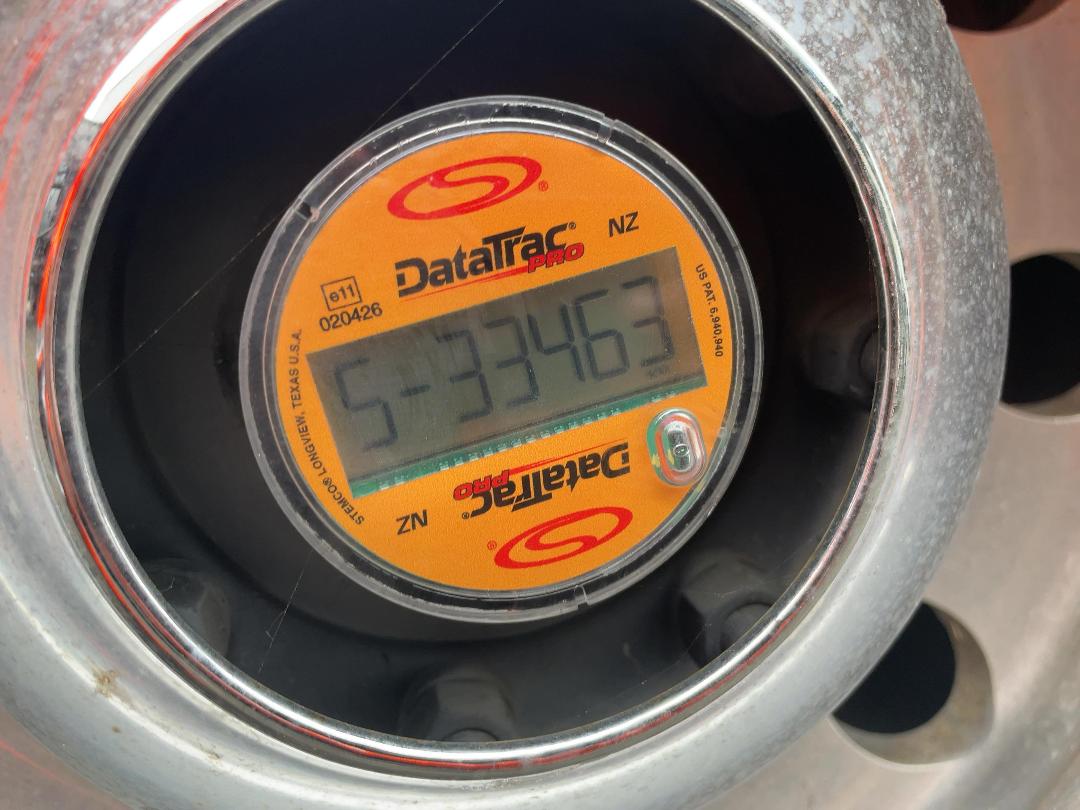 DataTrac®
PRO
NZ
e11
020426
US PAT. 6,940,940
5-33463
STEMCO® LONGVIEW, TEXAS U.S.A.
DataTrac®
PRO
NZ